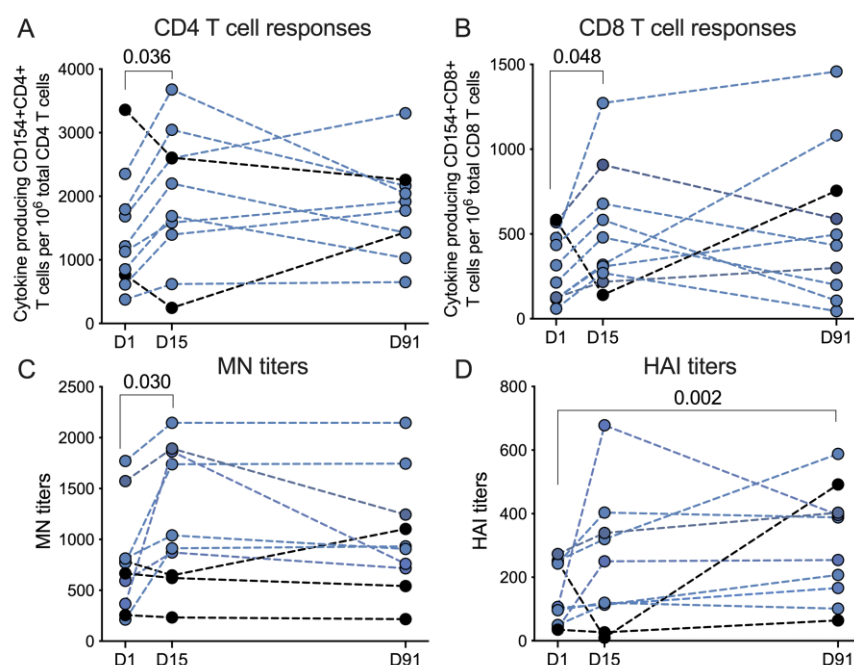 A
CD4 T cell responses
Cytokine producing CD154+CD4+
T cells per 10⁶ total CD4 T cells
0.036
4000
3000
2000
1000
0
D1
D15
D91
B
CD8 T cell responses
Cytokine producing CD154+CD8+
T cells per 10⁶ total CD8 T cells
0.048
1500
1000
500
0
D1
D15
D91
C
MN titers
MN titers
0.030
2500
2000
1500
1000
500
0
D1
D15
D91
D
HAI titers
HAI titers
0.002
800
600
400
200
0
D1
D15
D91